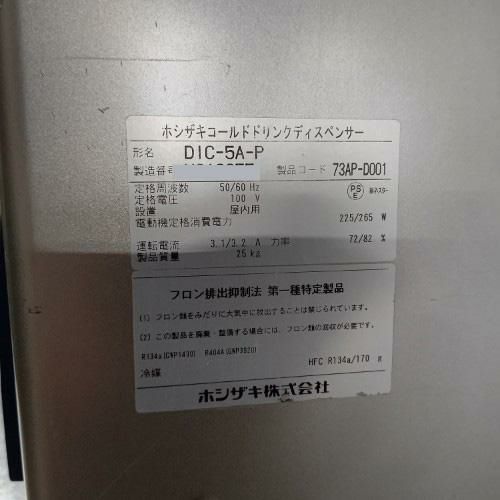 ホシザキコールドドリンクディスペンサー
形名 DIC-5A-P
製造番号 製品コード 73AP-D001
定格周波数 50/60 Hz
定格電圧 100 V
設置 屋内用
電動機定格消費電力 225/265 W
運転電流 3.1/3.2 A 力率 72/82 %
製品質量 25 kg
PS E
フロン排出抑制法 第一種特定製品
(1) フロン類をみだりに大気中に放出することは禁じられています。
(2) この製品を廃棄・整備する場合には、フロン類の回収が必要です。
R134a(GWP1430) R404A(GWP3920)
冷媒 HFC R134a/170 g
ホシザキ株式会社